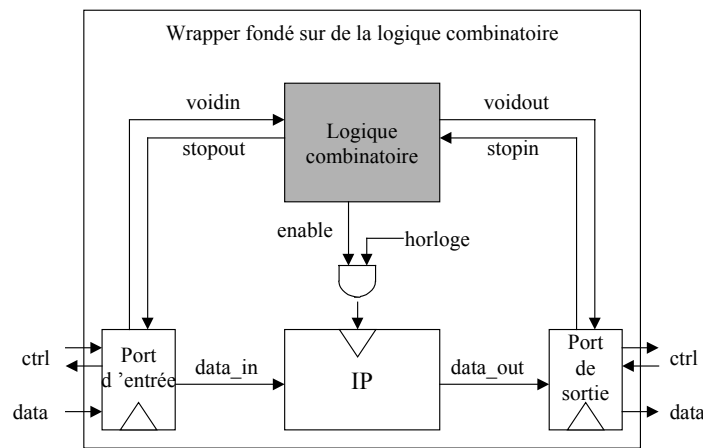 Wrapper fondé sur de la logique combinatoire
voidin
voidout
Logique
combinatoire
stopout
stopin
enable
horloge
ctrl
Port
d ’entrée
data_in
IP
data_out
Port
de
sortie
ctrl
data
data